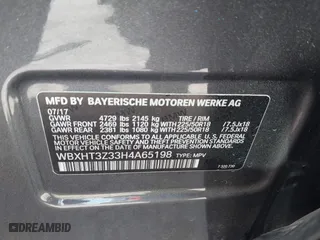 MFD. BY BAYERISCHE MOTOREN WERKE AG
07/17
GVWR 4729 lbs 2145 kg TIRE / RIM
GAWR FRONT 2469 lbs 1120 kg WITH 225/50R18 /7.5Jx18
GAWR REAR 2381 lbs 1080 kg WITH 225/50R18 /7.5Jx18
THIS VEHICLE CONFORMS TO ALL APPLICABLE U.S. FEDERAL
MOTOR VEHICLE SAFETY, BUMPER, AND THEFT PREVENTION
STANDARDS IN EFFECT ON THE DATE OF MANUFACTURE SHOWN ABOVE.
WBXHT3Z33H4A65198 TYPE: MPV
DREAMBID